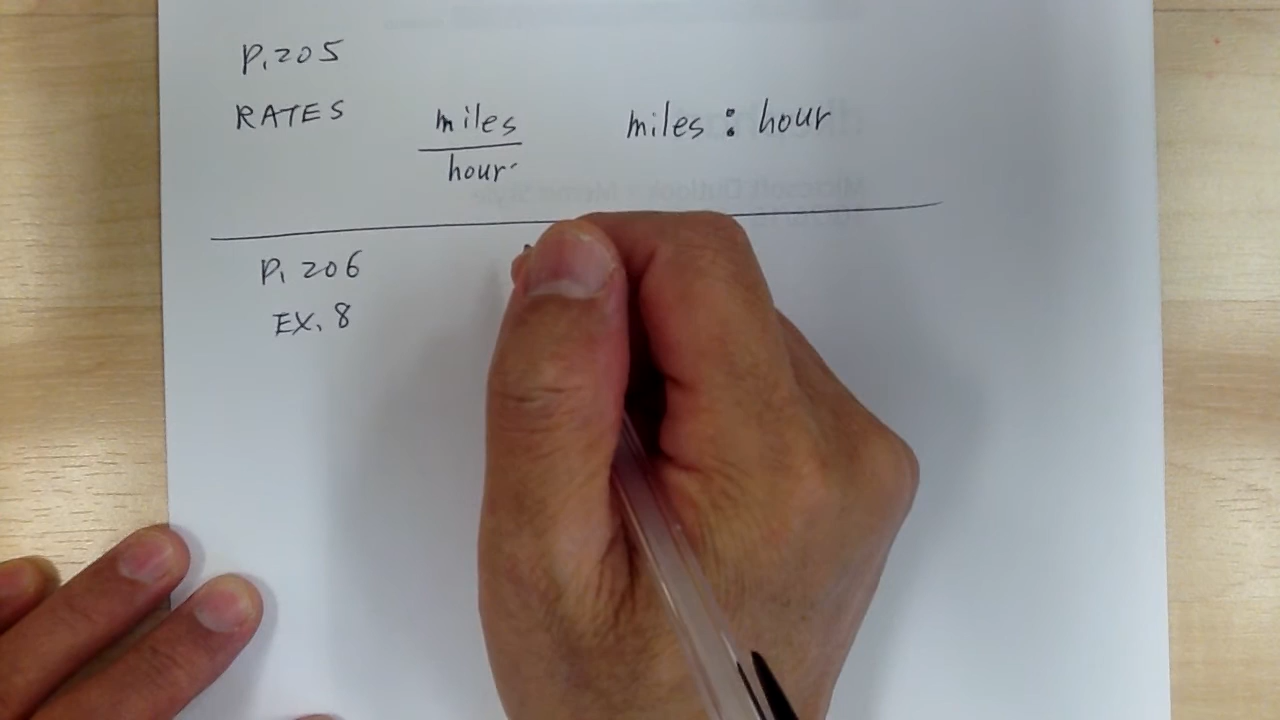 P. 205
RATES
miles
hour
miles : hour
P. 206
EX. 8